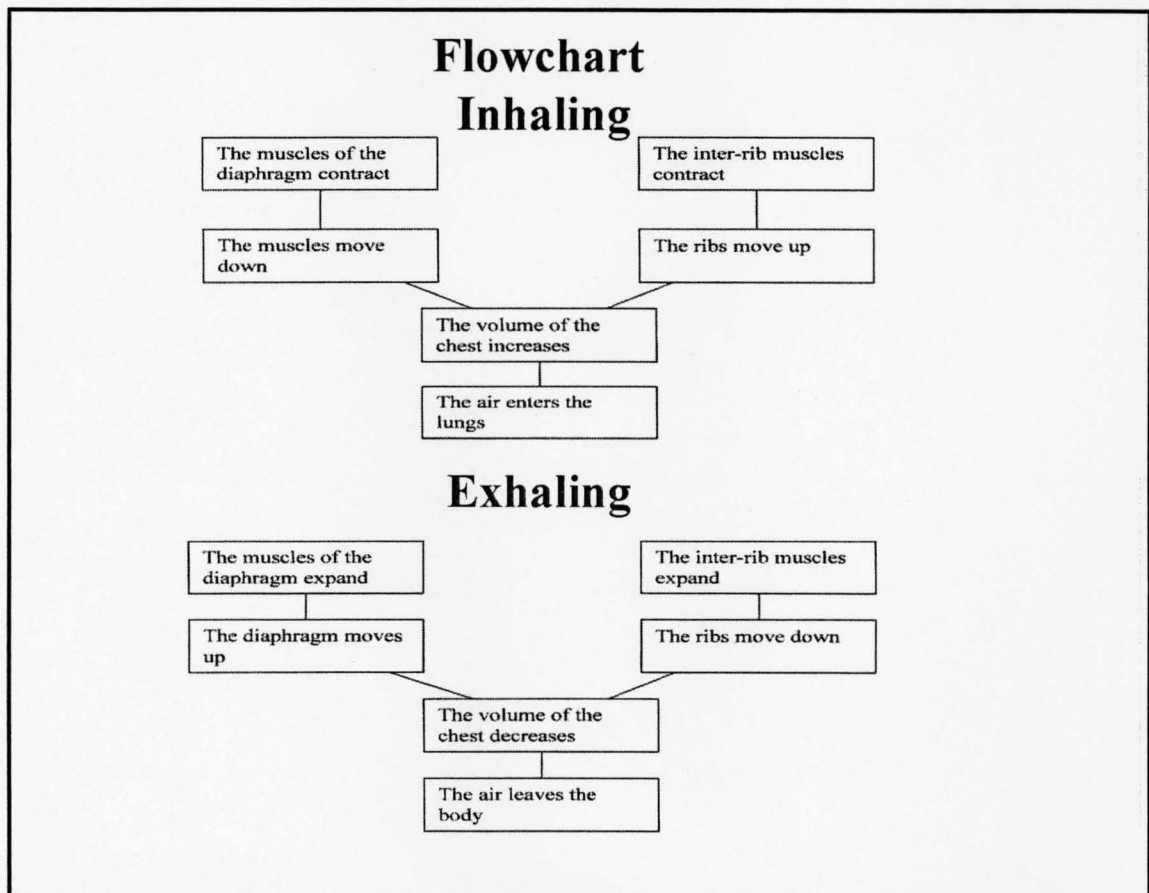 Flowchart
Inhaling
The muscles of the
diaphragm contract
The inter-rib muscles
contract
The muscles move
down
The ribs move up
The volume of the
chest increases
The air enters the
lungs
Exhaling
The muscles of the
diaphragm expand
The inter-rib muscles
expand
The diaphragm moves
up
The ribs move down
The volume of the
chest decreases
The air leaves the
body